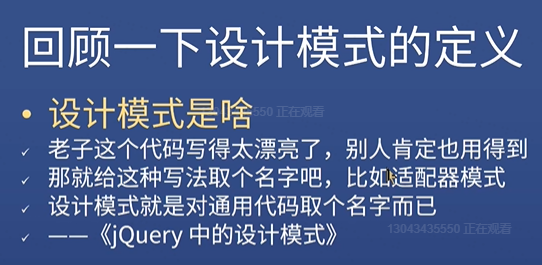 回顾一下设计模式的定义
• 设计模式是啥
550 正在观看
✓ 老子这个代码写得太漂亮了，别人肯定也用得到
✓ 那就给这种写法取个名字吧，比如适配器模式
✓ 设计模式就是对通用代码取个名字而已
✓ ——《jQuery 中的设计模式》
13043435550 正在观看